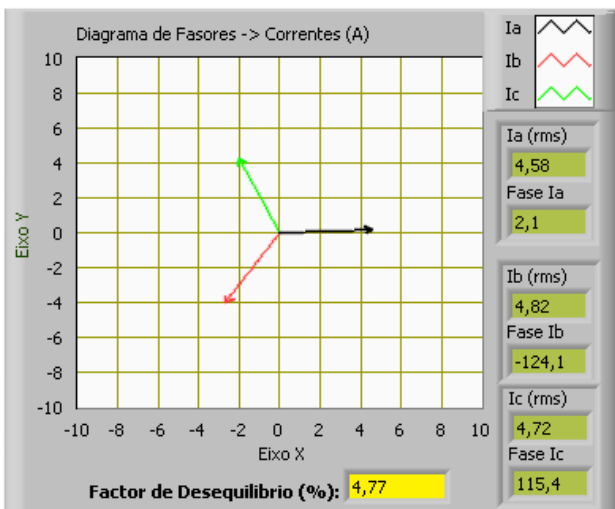 Diagrama de Fasores -> Correntes (A)
10
8
6
4
2
0
-2
-4
-6
-8
-10
Eixo Y
-10 -8 -6 -4 -2 0 2 4 6 8 10
Eixo X
Factor de Desequilibrio (%): 4,77
Ia
Ib
Ic
Ia (rms)
4,58
Fase Ia
2,1
Ib (rms)
4,82
Fase Ib
-124,1
Ic (rms)
4,72
Fase Ic
115,4